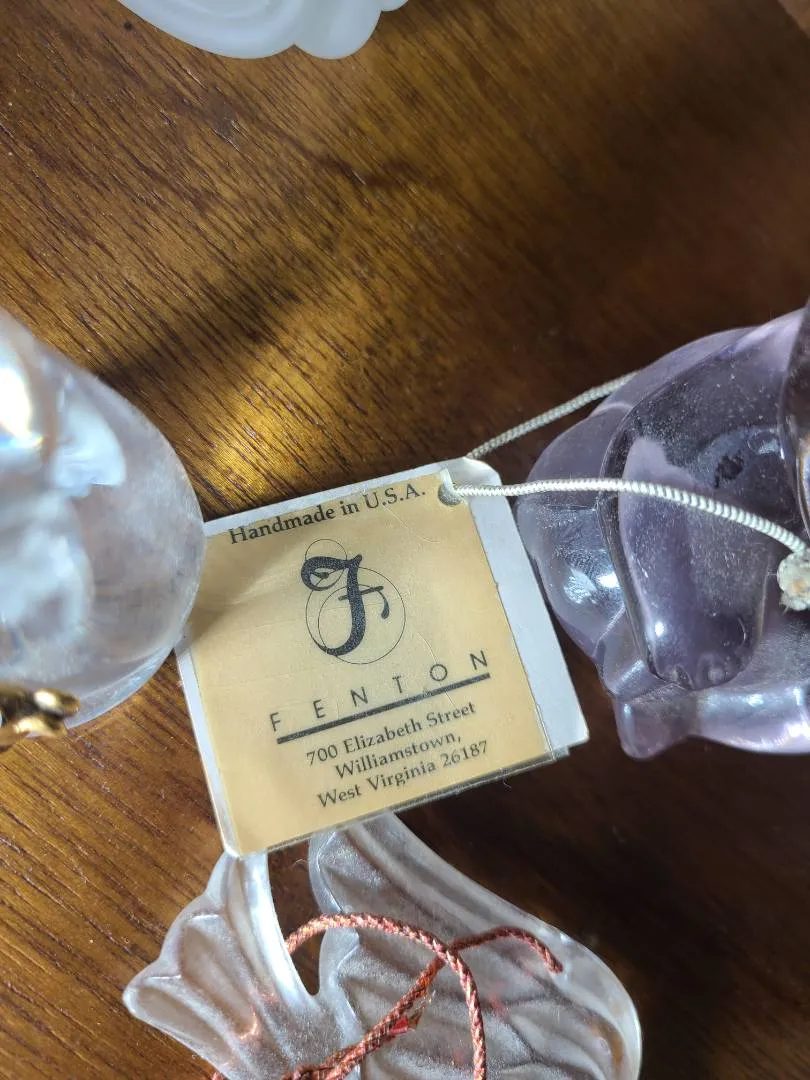 Handmade in U.S.A.
F
FENTON
700 Elizabeth Street
Williamstown,
West Virginia 26187